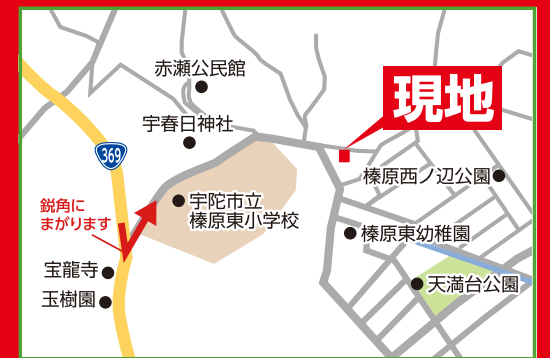 赤瀬公民館
現地
宇春日神社
369
榛原西ノ辺公園
鋭角に
まがります
宇陀市立
榛原東小学校
榛原東幼稚園
宝龍寺
天満台公園
玉樹園